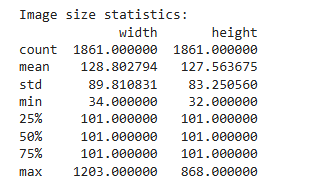 Image size statistics:
width height
count 1861.000000 1861.000000
mean 128.802794 127.563675
std 89.810831 83.250560
min 34.000000 32.000000
25% 101.000000 101.000000
50% 101.000000 101.000000
75% 101.000000 101.000000
max 1203.000000 868.000000